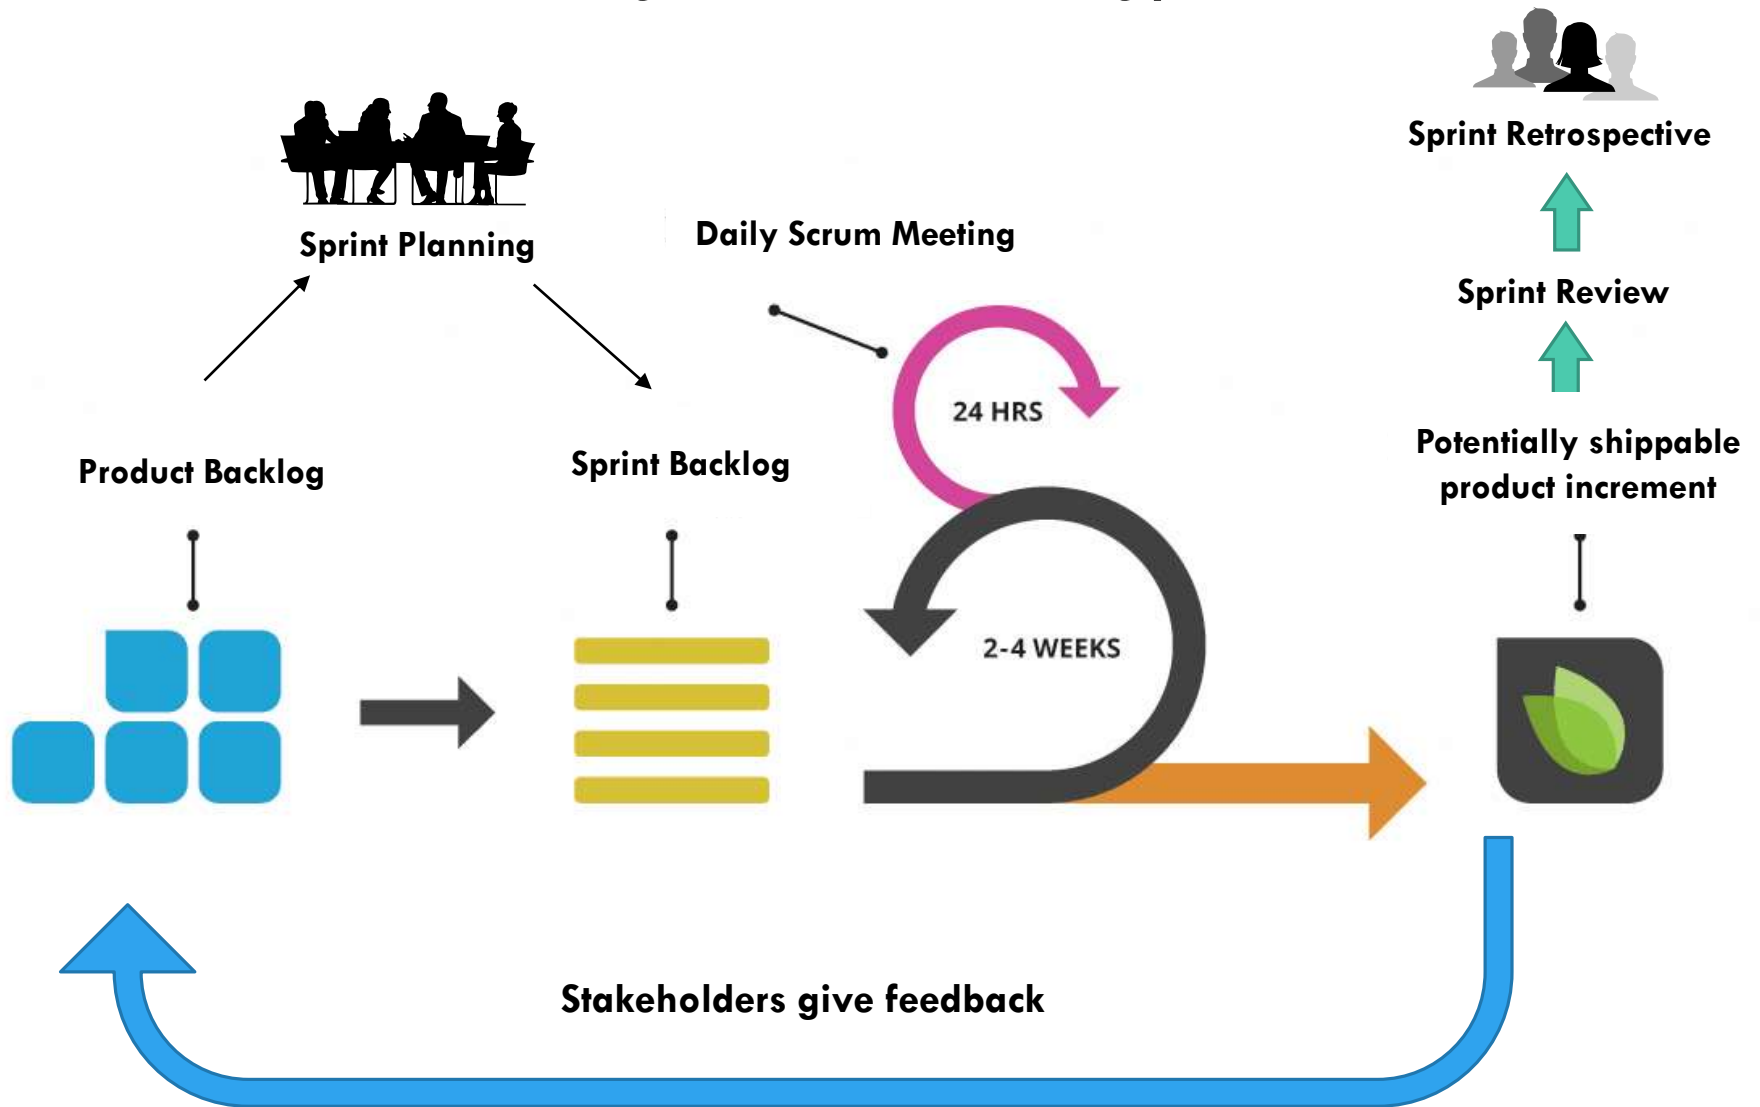 Sprint Retrospective
Sprint Planning
Daily Scrum Meeting
Sprint Review
24 HRS
Product Backlog
Sprint Backlog
Potentially shippable
product increment
2-4 WEEKS
Stakeholders give feedback